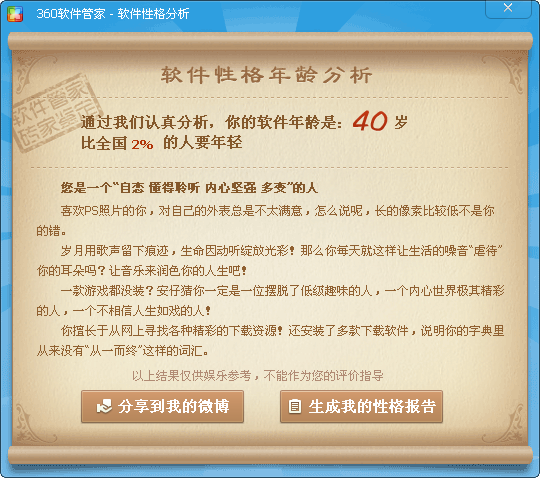 360软件管家 - 软件性格分析
软件性格年龄分析
软件管家
砖家鉴定
通过我们认真分析，你的软件年龄是：40 岁
比全国 2% 的人要年轻
您是一个“自恋 懂得聆听 内心坚强 多变”的人
喜欢PS照片的你，对自己的外表总是不太满意，怎么说呢，长的像素比较低不是你
的错。
岁月用歌声留下痕迹，生命因动听绽放光彩！那么你每天就这样让生活的噪音“虐待”
你的耳朵吗？让音乐来润色你的人生吧！
一款游戏都没装？安仔猜你一定是一位摆脱了低级趣味的人，一个内心世界极其精彩
的人，一个不相信人生如戏的人！
你擅长于从网上寻找各种精彩的下载资源！还安装了多款下载软件，说明你的字典里
从来没有“从一而终”这样的词汇。
以上结果仅供娱乐参考，不能作为您的评价指导
分享到我的微博
生成我的性格报告